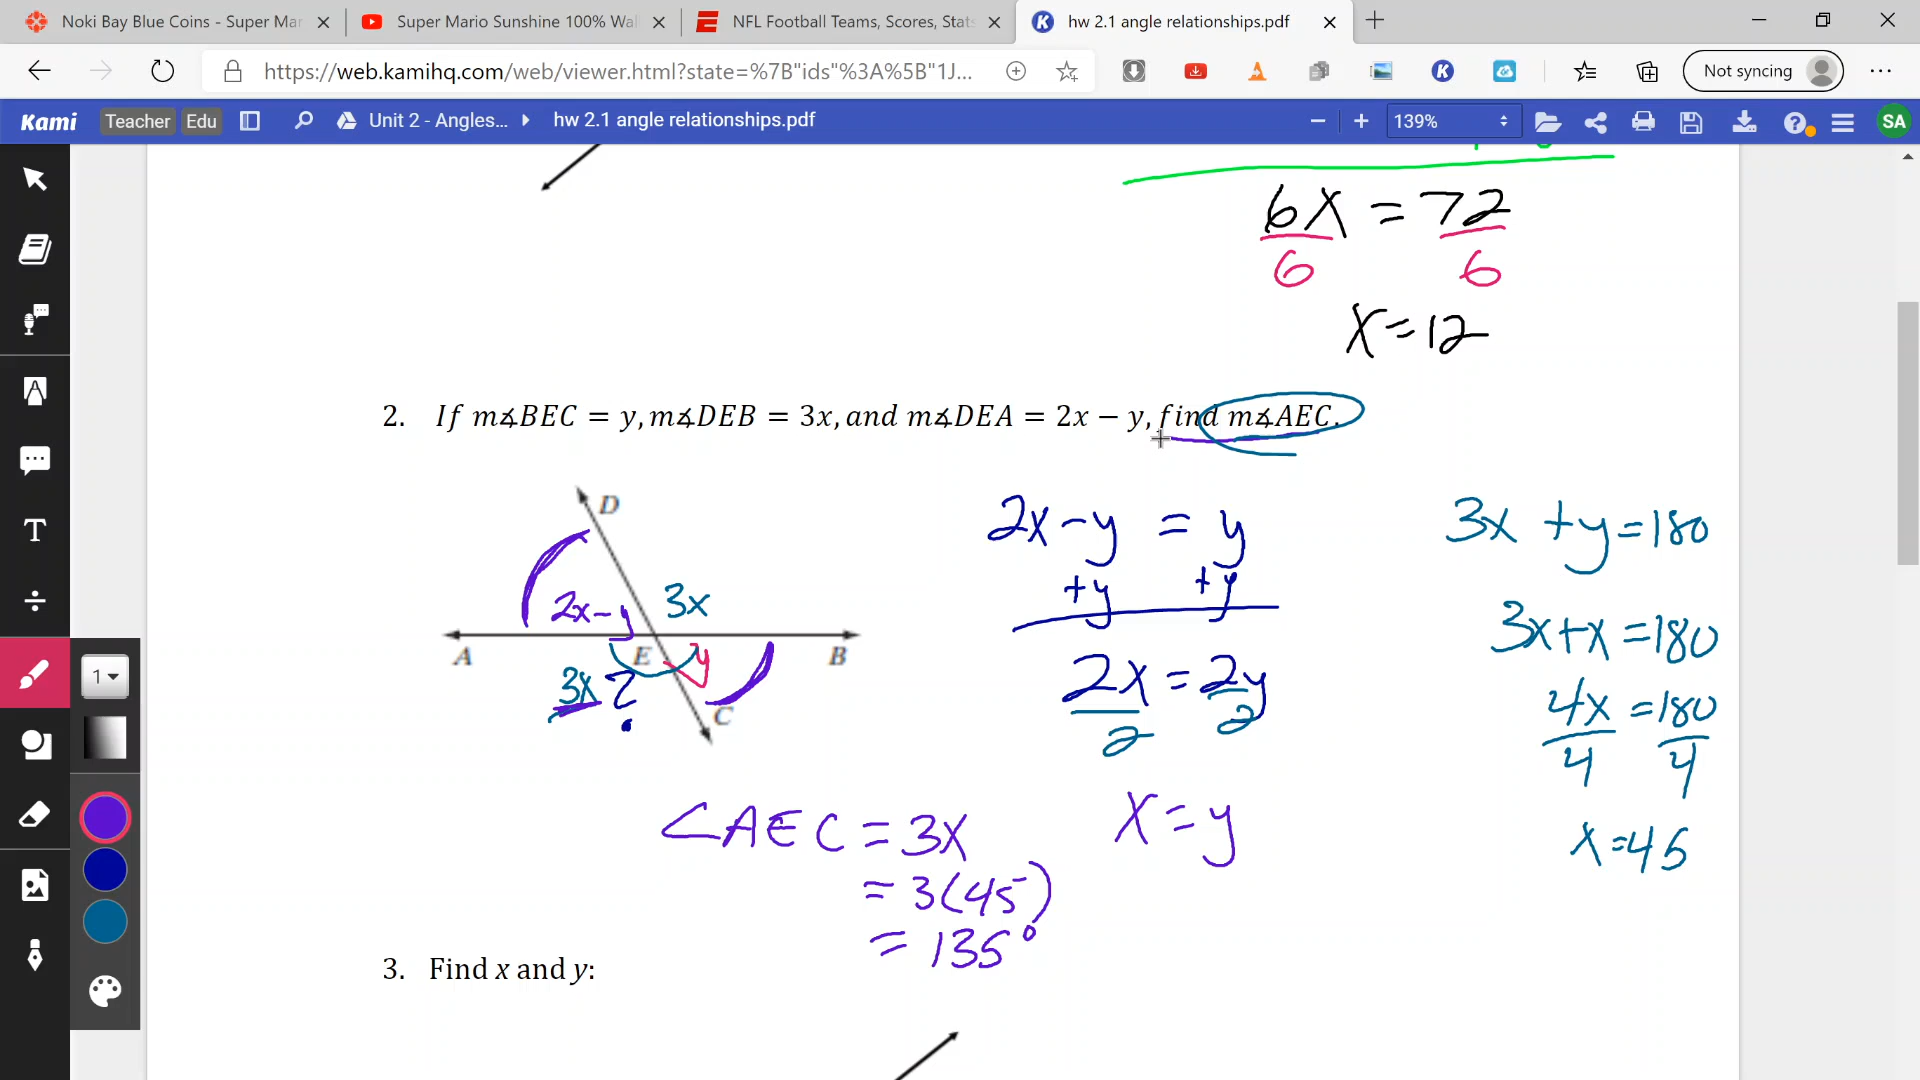 Noki Bay Blue Coins - Super Mar
Super Mario Sunshine 100% Wal
NFL Football Teams, Scores, Stats
hw 2.1 angle relationships.pdf
https://web.kamihq.com/web/viewer.html?state=%7B"ids"%3A%5B"1J...
Not syncing
Kami Teacher Edu Unit 2 - Angles... hw 2.1 angle relationships.pdf 139% SA
6X = 72
6 6
X=12
2. If m∡BEC = y, m∡DEB = 3x, and m∡DEA = 2x − y, find m∡AEC.
D
2x-y 3x
A E y B
3x ?
C
2x-y = y
+y +y
2x = 2y
2 2
X = y
3x +y=180
3x+x =180
4x =180
4 4
x=45
<AEC = 3X
= 3(45)
= 135°
3. Find x and y:
T
1